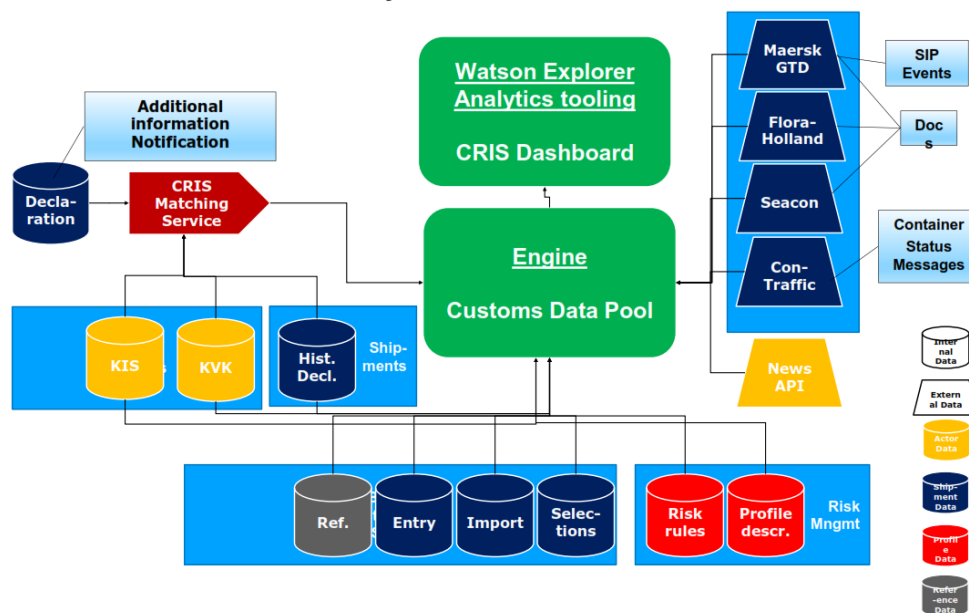 Watson Explorer
Analytics tooling
CRIS Dashboard
Maersk
GTD
SIP
Events
Additional
information
Notification
Flora-
Holland
Doc
s
Decla-
ration
CRIS
Matching
Service
Seacon
Engine
Customs Data Pool
Container
Status
Messages
Con-
Traffic
KIS
KVK
Hist.
Decl.
Ship-
ments
News
API
Inter
nal
Data
Extern
al Data
Actor
Data
Ref.
Entry
Import
Selec-
tions
Risk
rules
Profile
descr.
Risk
Mngmt
Ship-
ment
Data
Profil
e
Data
Refer
-ence
Data